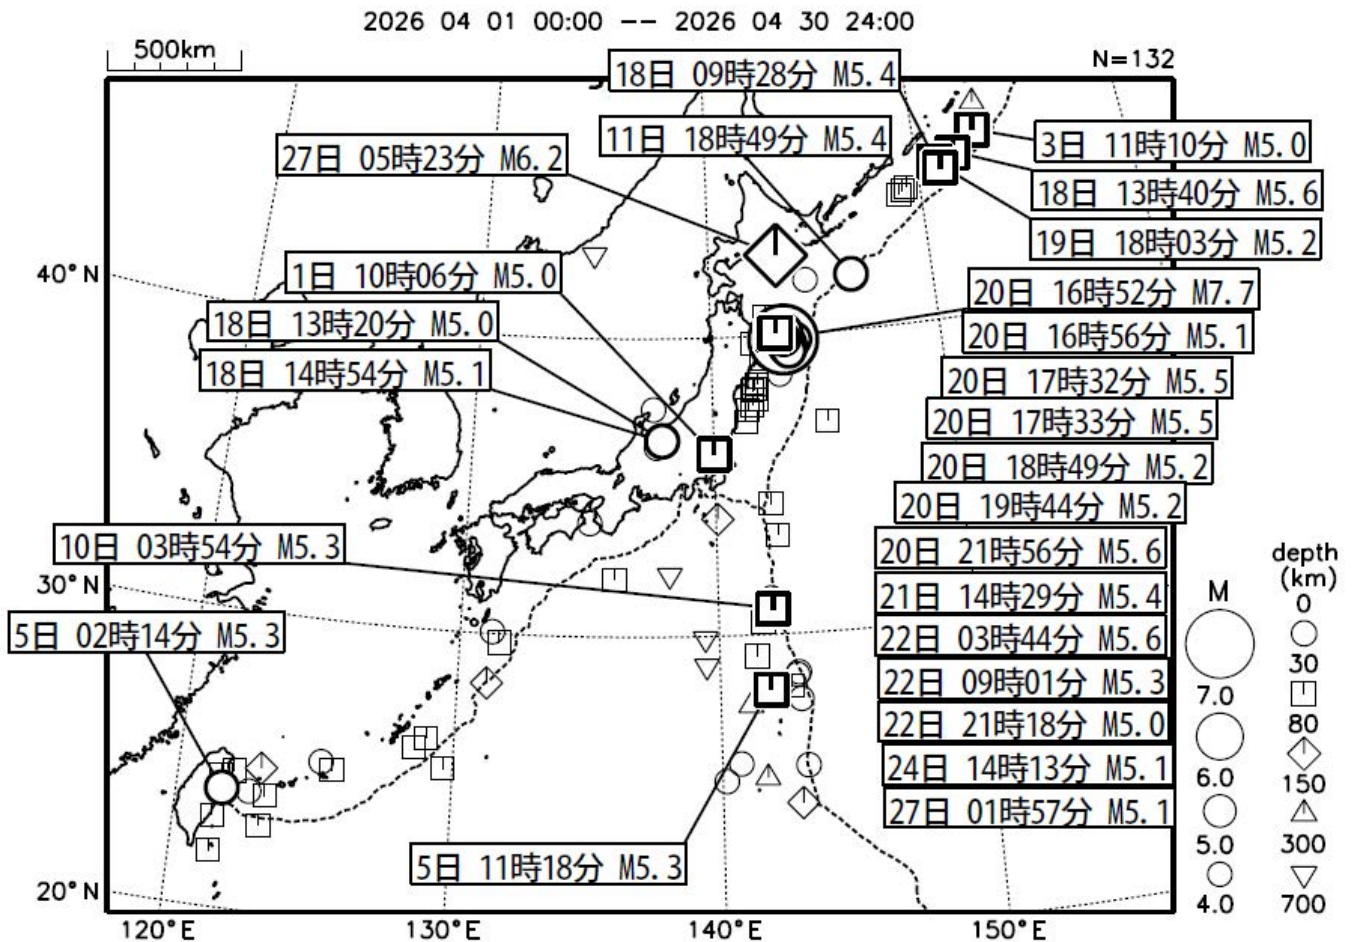 2026 04 01 00:00 -- 2026 04 30 24:00
500km
N=132
18日 09時28分 M5.4
11日 18時49分 M5.4
3日 11時10分 M5.0
27日 05時23分 M6.2
18日 13時40分 M5.6
19日 18時03分 M5.2
40°N
1日 10時06分 M5.0
20日 16時52分 M7.7
18日 13時20分 M5.0
20日 16時56分 M5.1
18日 14時54分 M5.1
20日 17時32分 M5.5
20日 17時33分 M5.5
20日 18時49分 M5.2
20日 19時44分 M5.2
10日 03時54分 M5.3
20日 21時56分 M5.6
30°N
21日 14時29分 M5.4
5日 02時14分 M5.3
22日 03時44分 M5.6
22日 09時01分 M5.3
22日 21時18分 M5.0
24日 14時13分 M5.1
27日 01時57分 M5.1
5日 11時18分 M5.3
20°N
120°E
130°E
140°E
150°E
M
7.0
6.0
5.0
4.0
depth
(km)
0
30
80
150
300
700